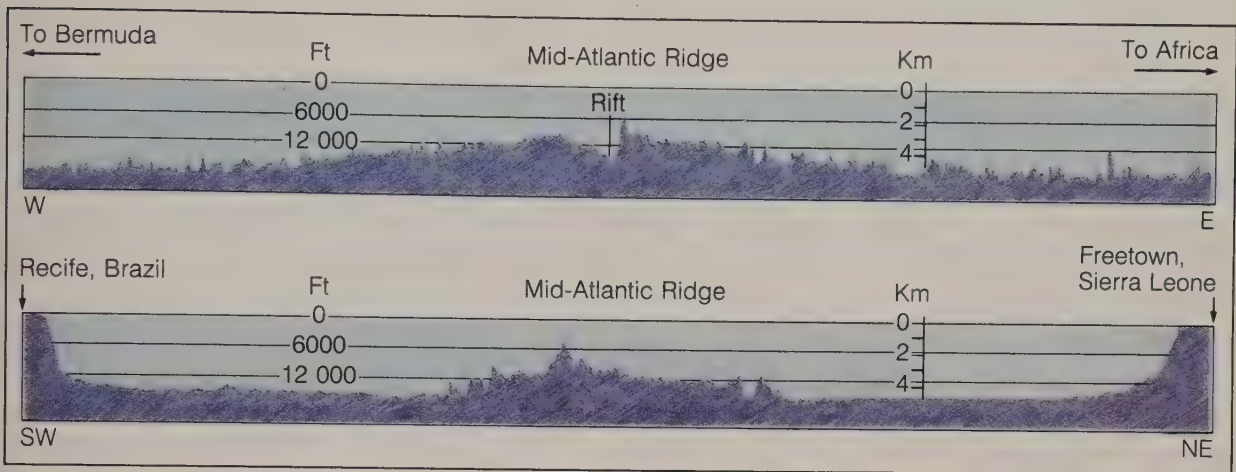 To Bermuda
Ft Mid-Atlantic Ridge Km To Africa
0 0
6000 Rift 2
12 000 4
W E
Recife, Brazil Freetown,
Ft Mid-Atlantic Ridge Km Sierra Leone
0 0
6000 2
12 000 4
SW NE